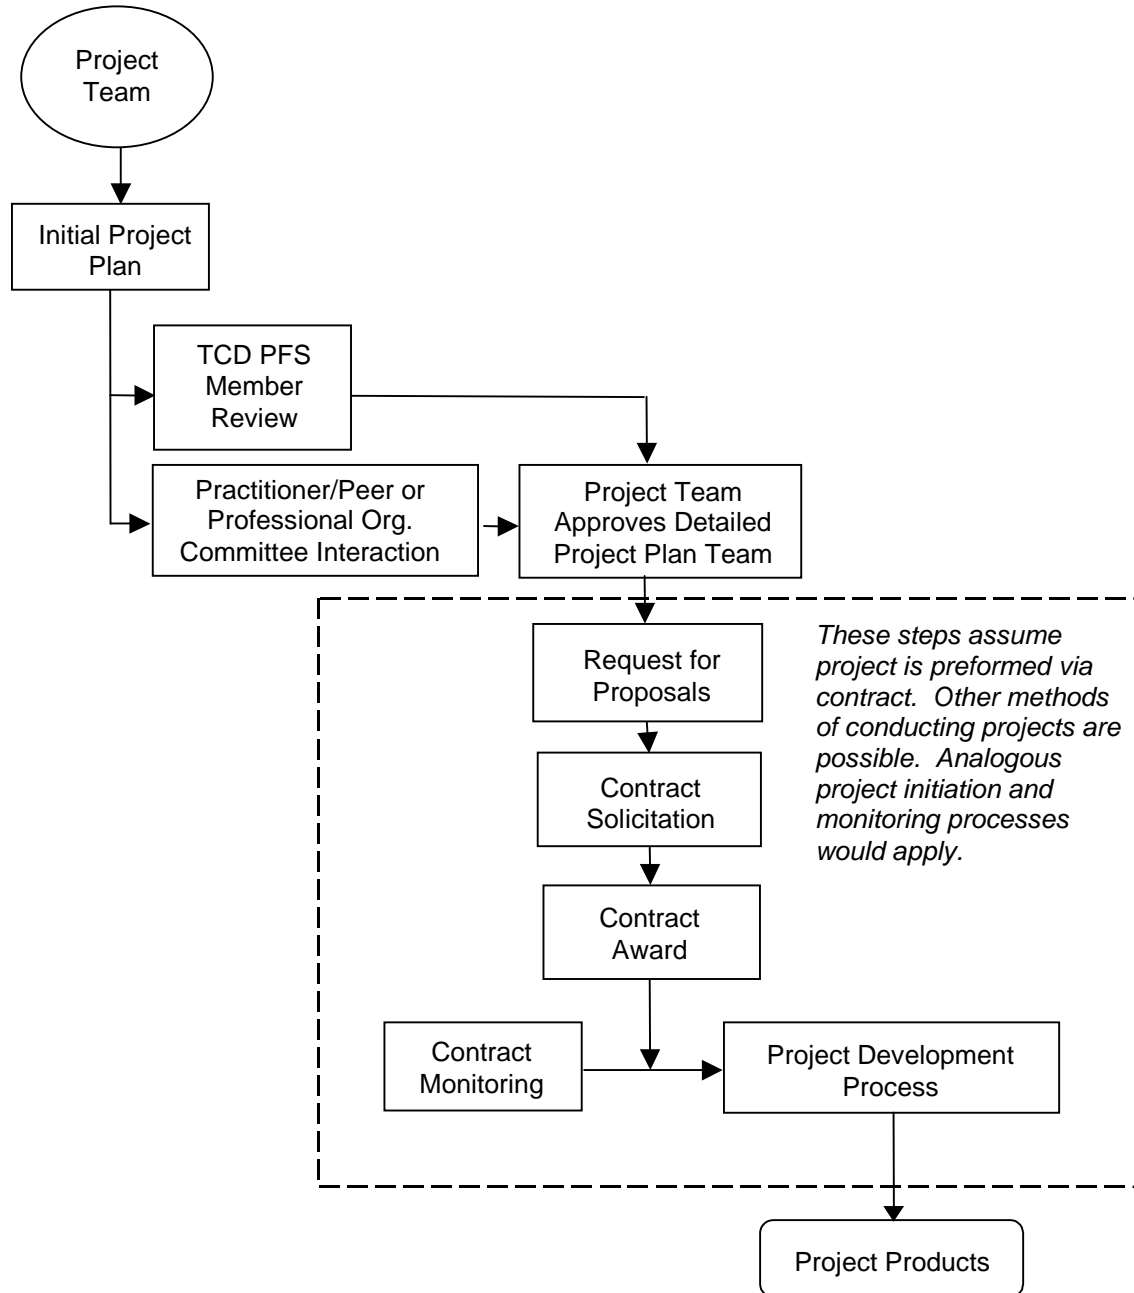 Project
Team
Initial Project
Plan
TCD PFS
Member
Review
Practitioner/Peer or
Professional Org.
Committee Interaction
Project Team
Approves Detailed
Project Plan Team
Request for
Proposals
These steps assume
project is preformed via
contract. Other methods
of conducting projects are
possible. Analogous
project initiation and
monitoring processes
would apply.
Contract
Solicitation
Contract
Award
Contract
Monitoring
Project Development
Process
Project Products